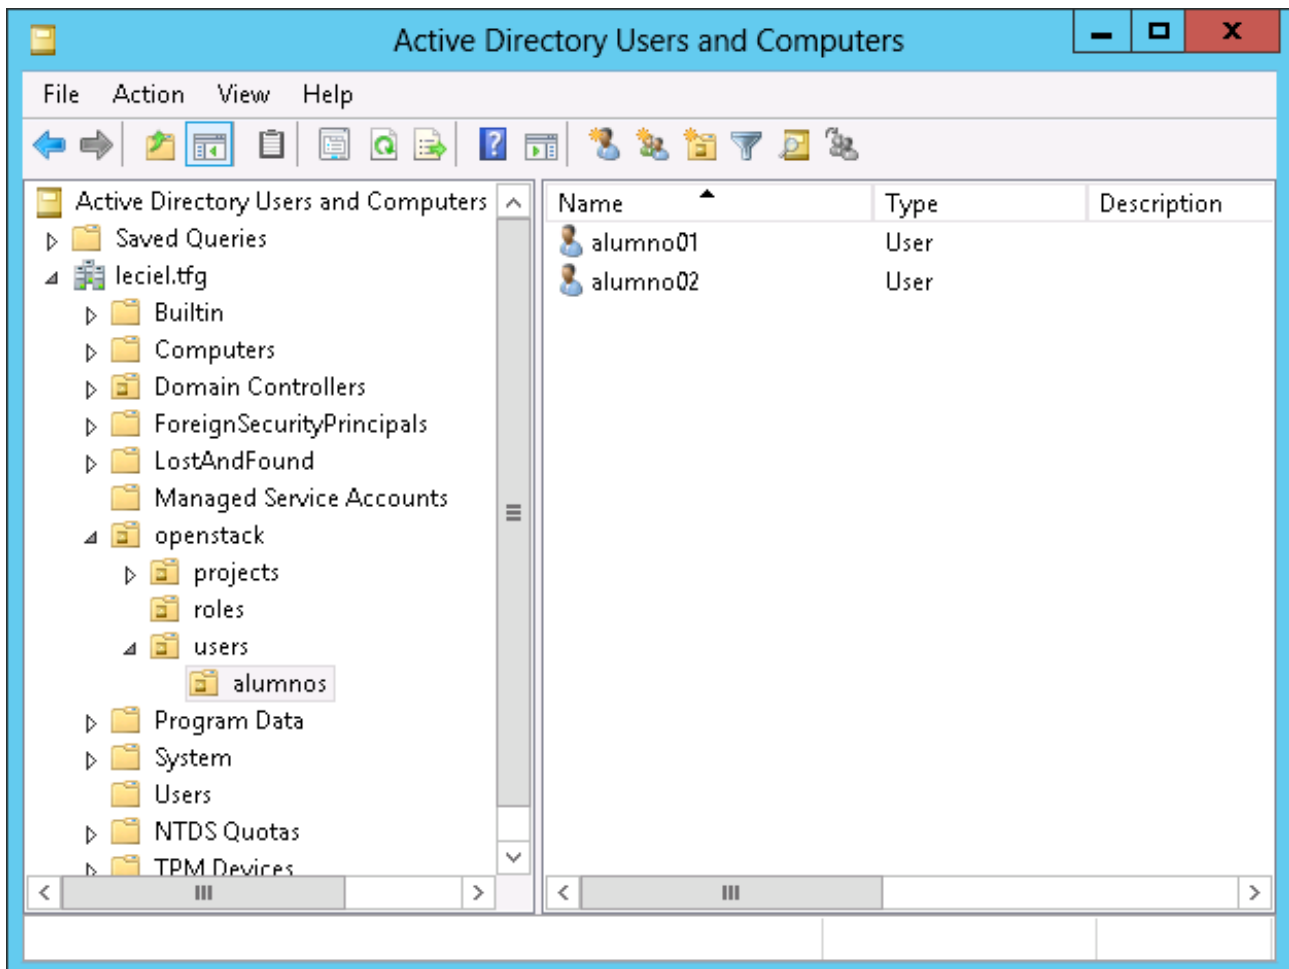 Active Directory Users and Computers
File Action View Help
Active Directory Users and Computers
Saved Queries
leciel.tfg
Builtin
Computers
Domain Controllers
ForeignSecurityPrincipals
LostAndFound
Managed Service Accounts
openstack
projects
roles
users
alumnos
Program Data
System
Users
NTDS Quotas
TPM Devices
Name Type Description
alumno01 User
alumno02 User